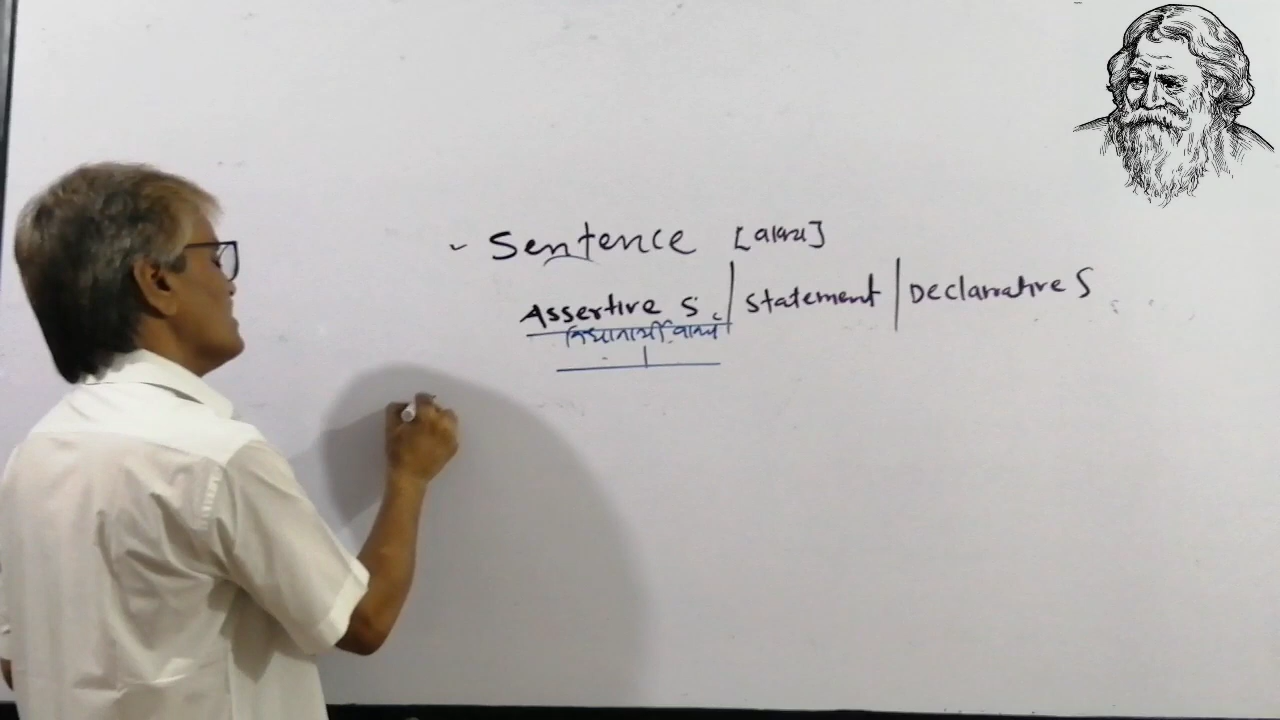 Sentence [वाक्य]
Assertive S. | Statement | Declarative S
विधानार्थी वाक्य